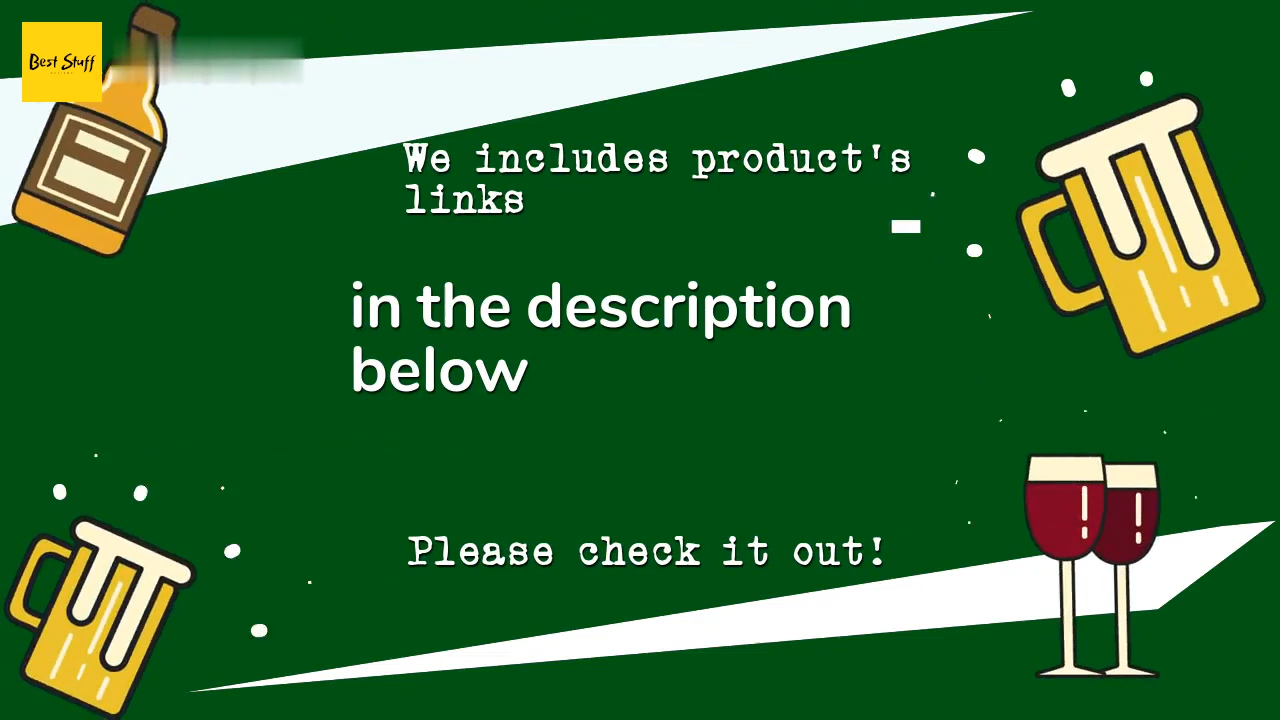 Best Stuff
We includes product's
links
in the description
below
Please check it out!